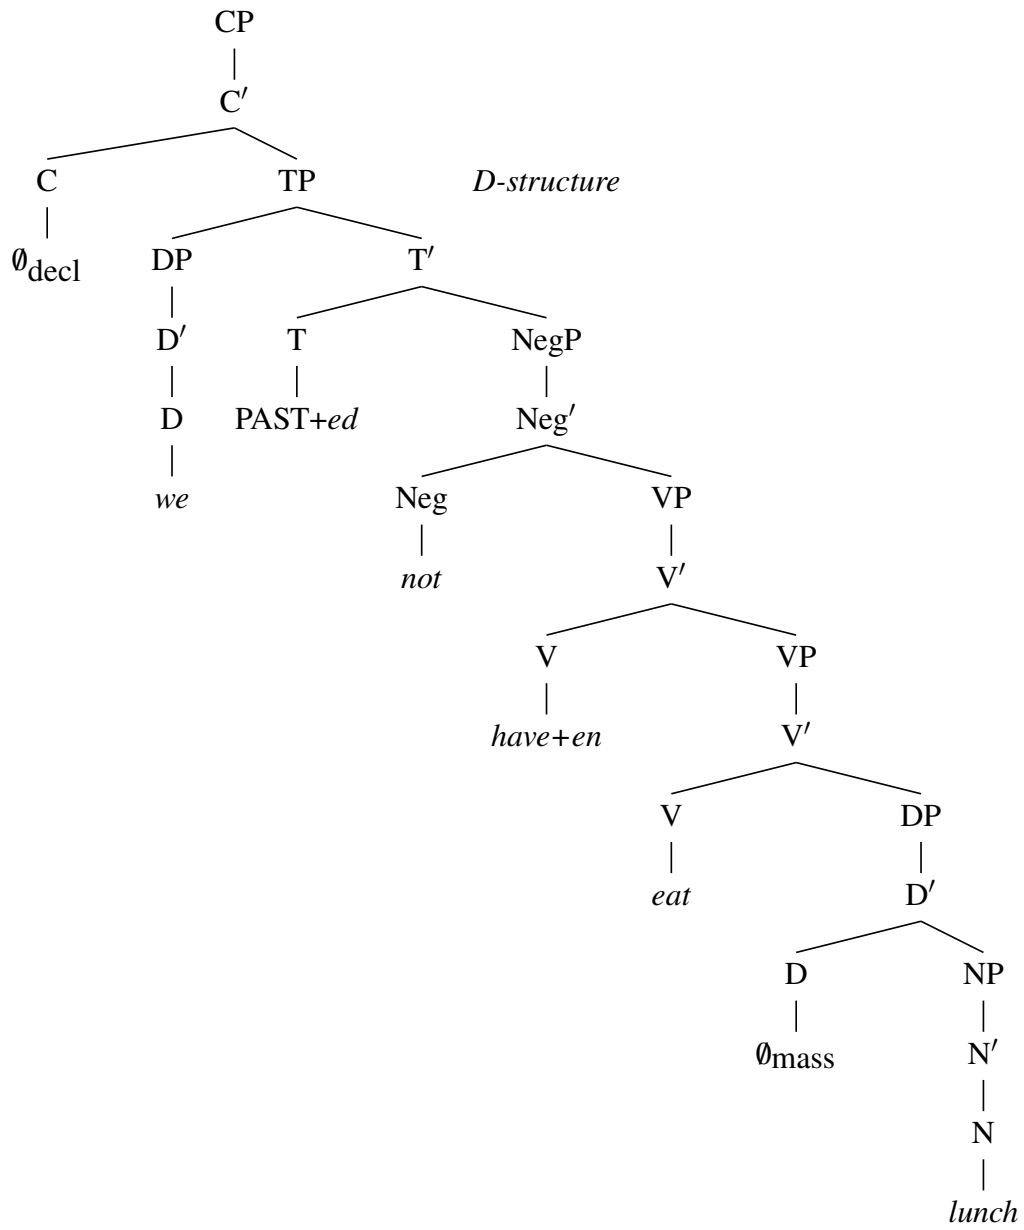 CP
C′
C TP D-structure
∅decl DP T′
D′ T NegP
D PAST+ed Neg′
we Neg VP
not V′
V VP
have+en V′
V DP
eat D′
D NP
∅mass N′
N
lunch